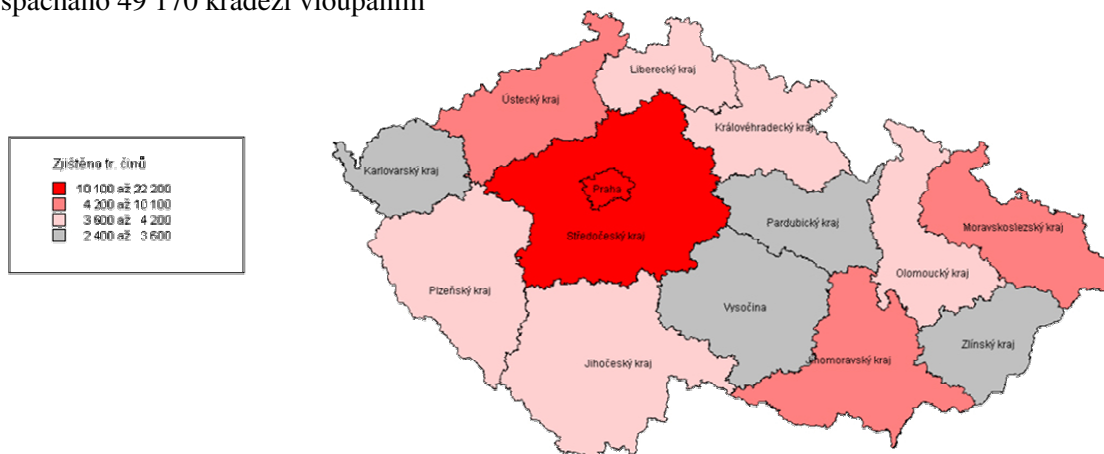 spácháno 49 170 krádeží vloupáním
Liberecký kraj
Ústecký kraj
Královéhradecký kraj
Zjištěno tr. činů
10 100 až 22 200
4 200 až 10 100
3 600 až 4 200
2 400 až 3 600
Karlovarský kraj
Praha
Pardubický kraj
Moravskoslezský kraj
Středočeský kraj
Olomoucký kraj
Plzeňský kraj
Vysočina
Zlínský kraj
Jihočeský kraj
homoravský kraj